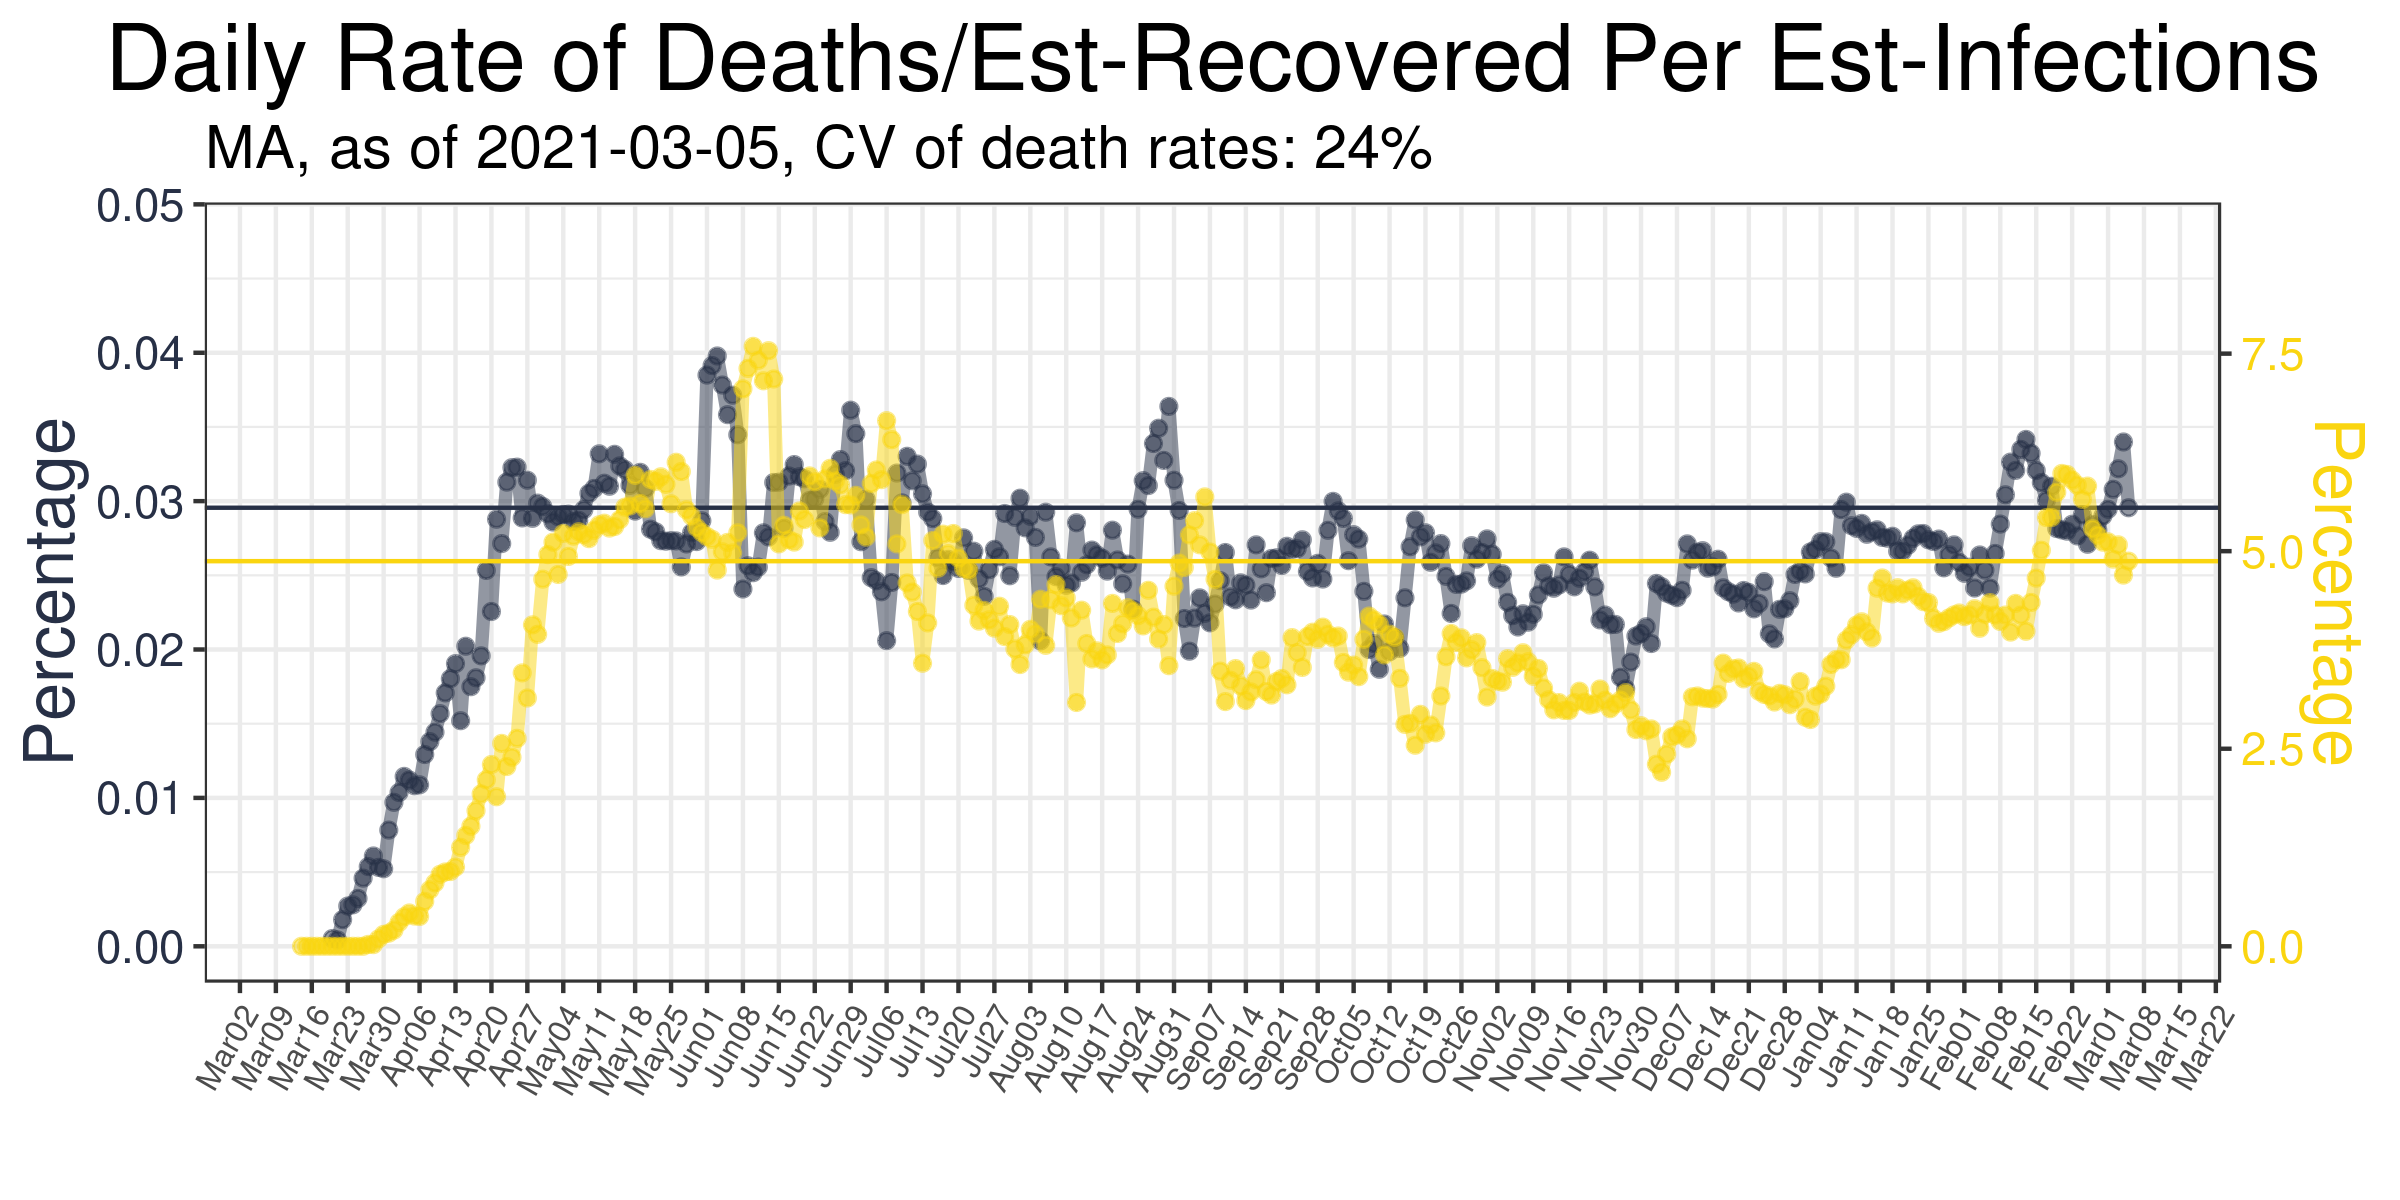 Daily Rate of Deaths/Est-Recovered Per Est-Infections
MA, as of 2021-03-05, CV of death rates: 24%
Percentage
0.05
0.04
0.03
0.02
0.01
0.00
7.5
5.0
2.5
0.0
Percentage
Mar02
Mar09
Mar16
Mar23
Mar30
Apr06
Apr13
Apr20
Apr27
May04
May11
May18
May25
Jun01
Jun08
Jun15
Jun22
Jun29
Jul06
Jul13
Jul20
Jul27
Aug03
Aug10
Aug17
Aug24
Aug31
Sep07
Sep14
Sep21
Sep28
Oct05
Oct12
Oct19
Oct26
Nov02
Nov09
Nov16
Nov23
Nov30
Dec07
Dec14
Dec21
Dec28
Dec04
Jan11
Jan18
Jan25
Jan01
Feb08
Feb08
Feb15
Feb22
Mar01
Mar08
Mar15
Mar22